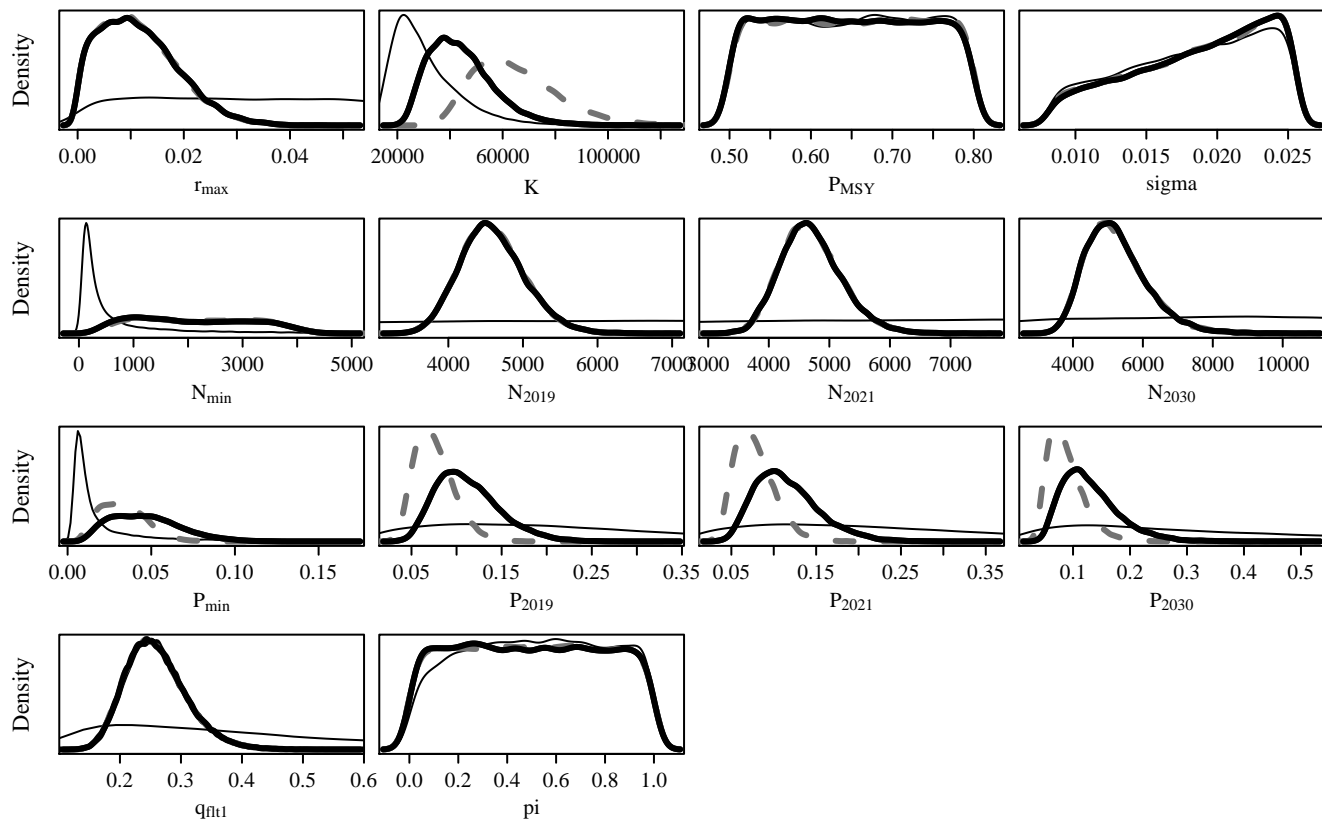 Density
0.00 0.02 0.04
r_max
20000 60000 100000
K
0.50 0.60 0.70 0.80
P_MSY
0.010 0.015 0.020 0.025
sigma
Density
0 1000 3000 5000
N_min
4000 5000 6000 7000
N_2019
3000 4000 5000 6000 7000
N_2021
4000 6000 8000 10000
N_2030
Density
0.00 0.05 0.10 0.15
P_min
0.05 0.15 0.25 0.35
P_2019
0.05 0.15 0.25 0.35
P_2021
0.1 0.2 0.3 0.4 0.5
P_2030
Density
0.2 0.3 0.4 0.5 0.6
q_flt1
0.0 0.2 0.4 0.6 0.8 1.0
pi